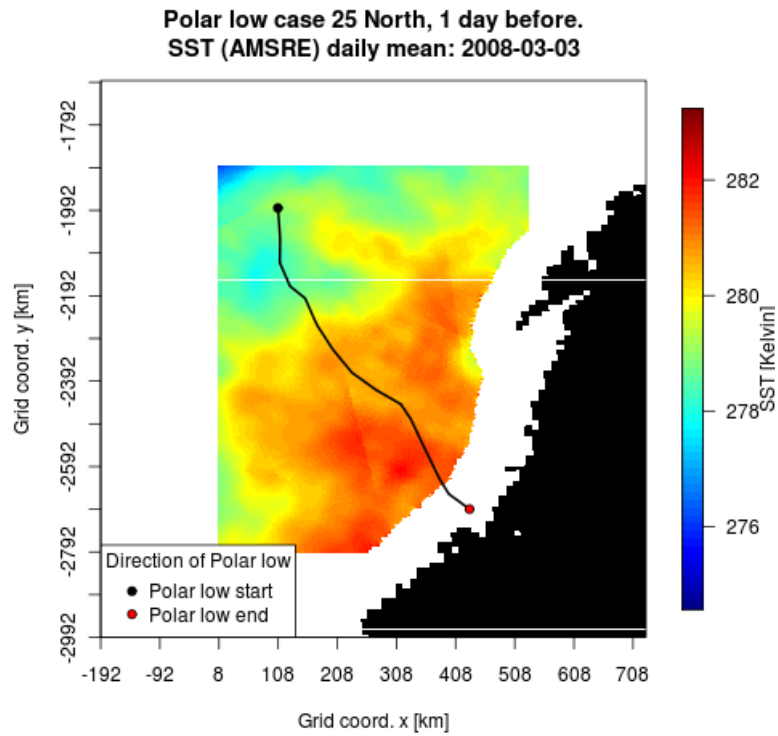 Polar low case 25 North, 1 day before.
SST (AMSRE) daily mean: 2008-03-03
Grid coord. y [km]
-1792
-1992
-2192
-2392
-2592
-2792
-2992
Direction of Polar low
Polar low start
Polar low end
-192 -92 8 108 208 308 408 508 608 708
Grid coord. x [km]
282
280
278
276
SST [Kelvin]